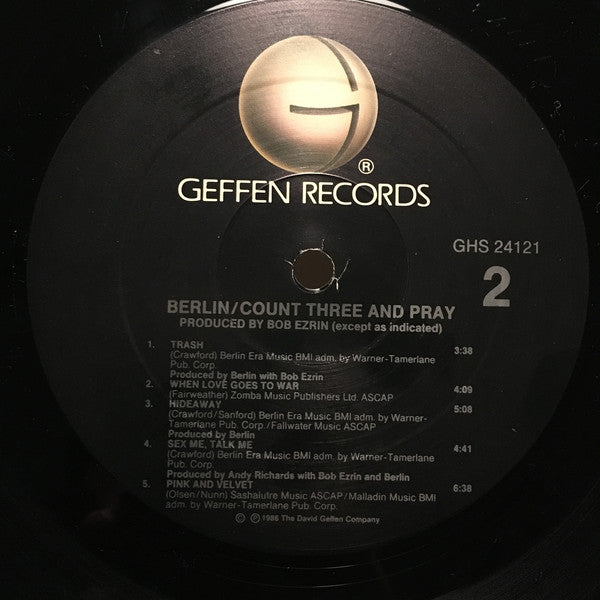 G
®
GEFFEN RECORDS
GHS 24121
2
BERLIN/COUNT THREE AND PRAY
PRODUCED BY BOB EZRIN (except as indicated)
1. TRASH 3:38
(Crawford) Berlin Era Music BMI adm. by Warner-Tamerlane
Pub. Corp.
Produced by Berlin with Bob Ezrin
2. WHEN LOVE GOES TO WAR 4:09
(Fairweather) Zomba Music Publishers Ltd. ASCAP
3. HIDEAWAY 5:08
(Crawford/Sanford) Berlin Era Music BMI adm. by Warner-
Tamerlane Pub. Corp./Fallwater Music ASCAP
Produced by Berlin
4. SEX ME, TALK ME 4:41
(Crawford) Berlin Era Music BMI adm. by Warner-Tamerlane
Pub. Corp.
Produced by Andy Richards with Bob Ezrin and Berlin
5. PINK AND VELVET 6:38
(Olsen/Nunn) Sashalutre Music ASCAP/Malladin Music BMI
adm. by Warner-Tamerlane Pub. Corp.
© ℗ 1986 The David Geffen Company